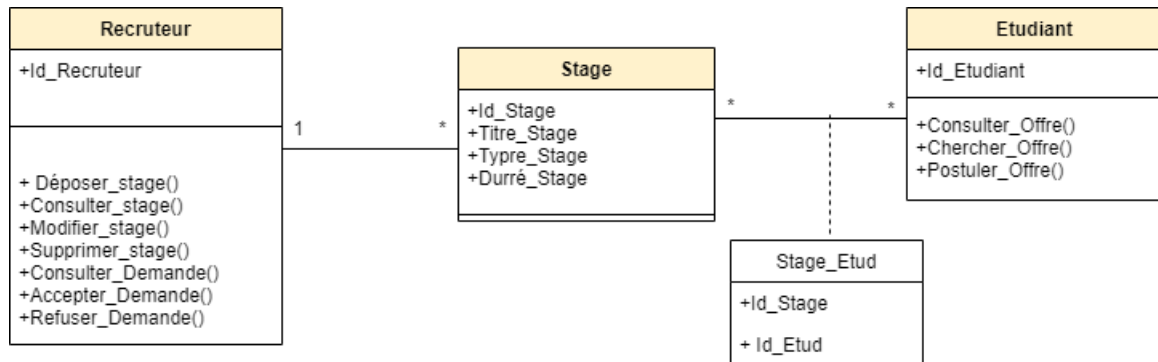 Recruteur
+Id_Recruteur
+ Déposer_stage()
+Consulter_stage()
+Modifier_stage()
+Supprimer_stage()
+Consulter_Demande()
+Accepter_Demande()
+Refuser_Demande()
1
*
Stage
+Id_Stage
+Titre_Stage
+Typre_Stage
+Durré_Stage
*
*
Etudiant
+Id_Etudiant
+Consulter_Offre()
+Chercher_Offre()
+Postuler_Offre()
Stage_Etud
+Id_Stage
+ Id_Etud